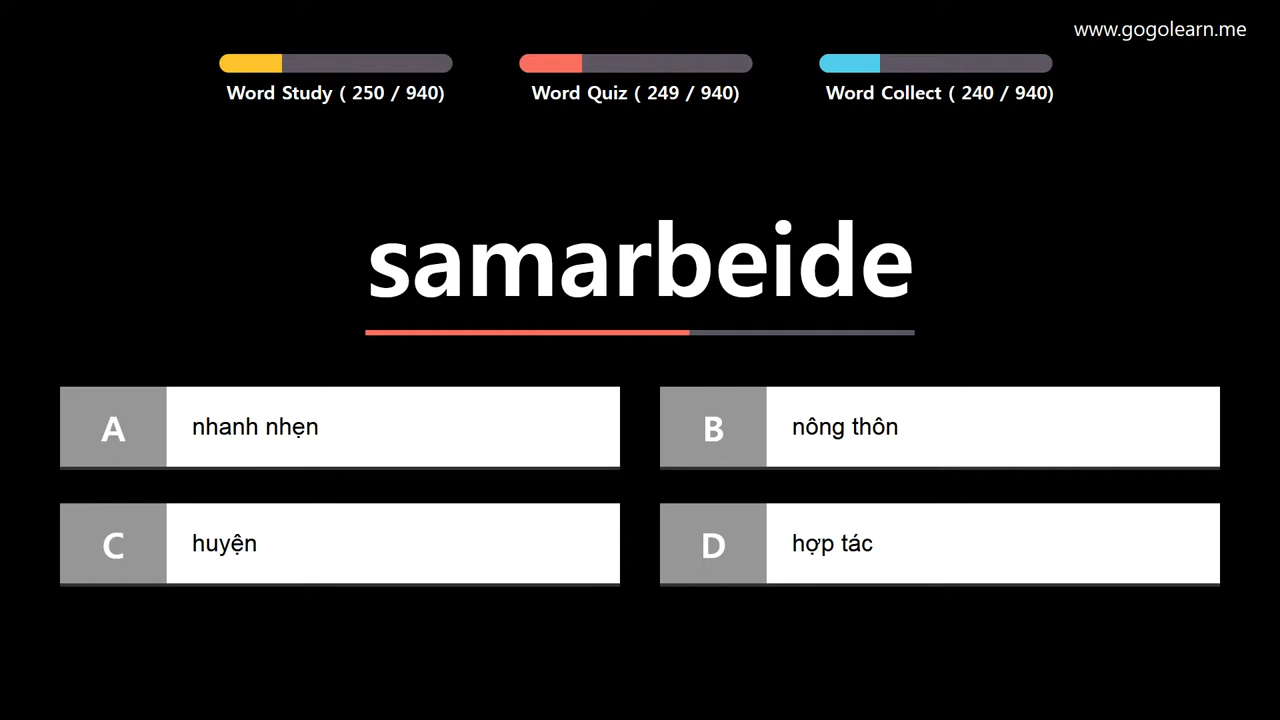 www.gogolearn.me
Word Study ( 250 / 940)
Word Quiz ( 249 / 940)
Word Collect ( 240 / 940)
samarbeide
A nhanh nhẹn
B nông thôn
C huyện
D hợp tác